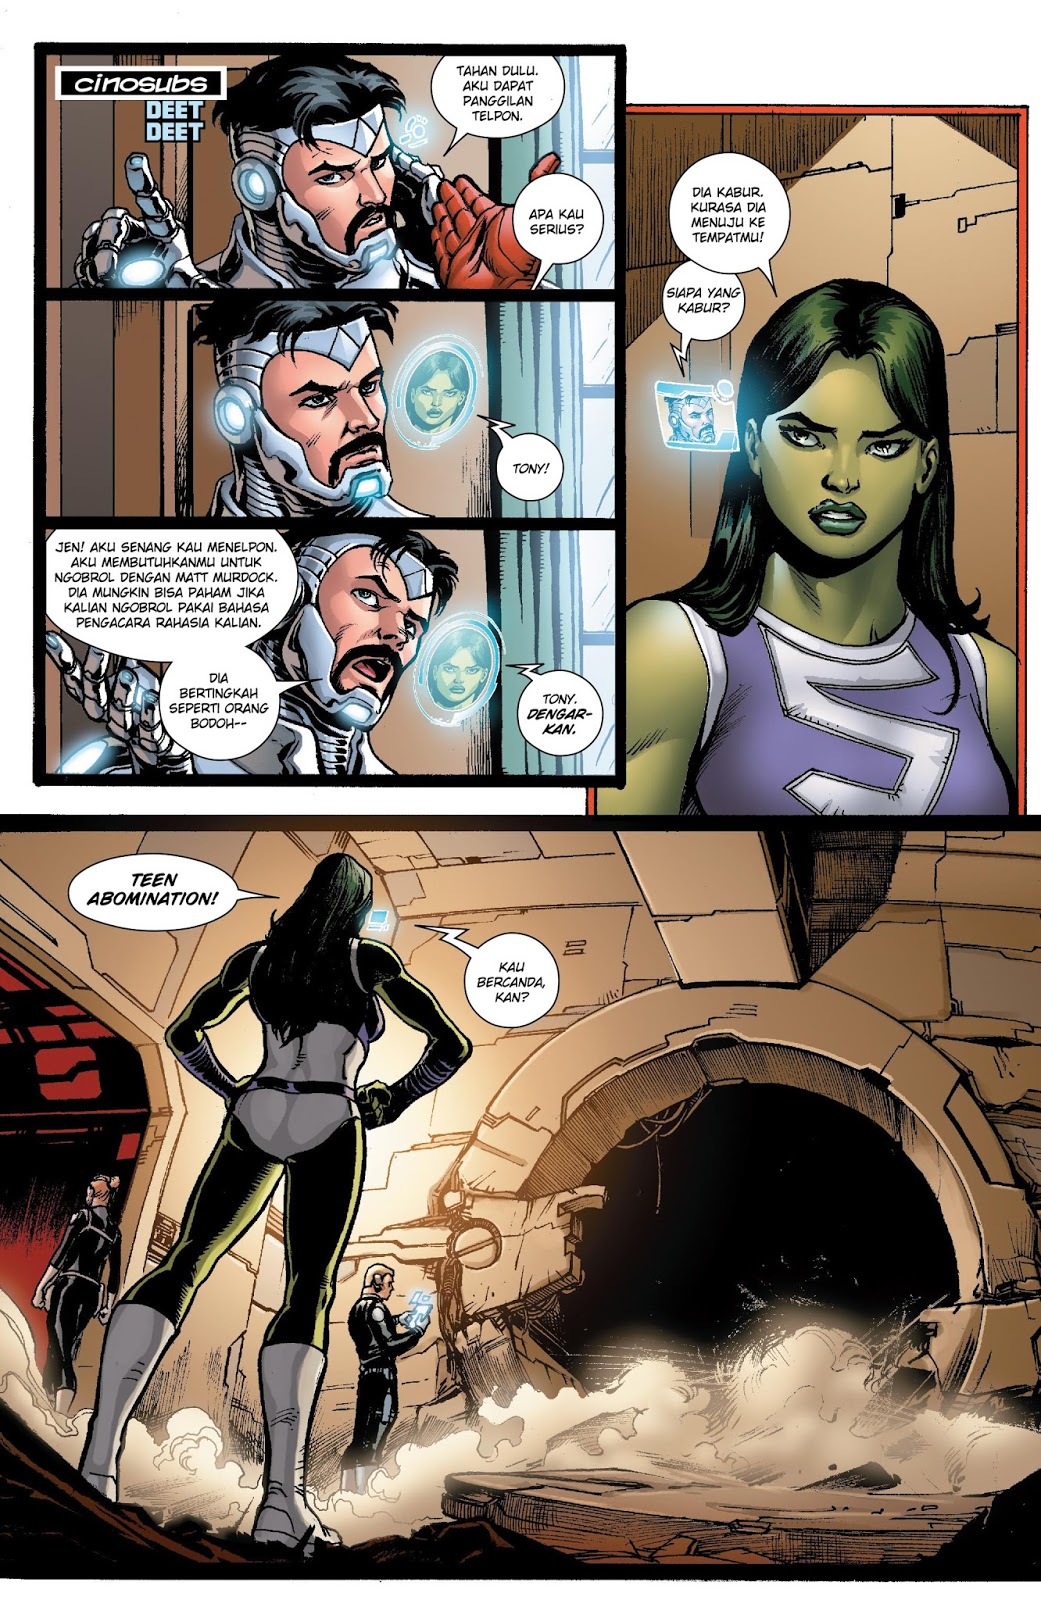 cinosubs
DEET
DEET
TAHAN DULU.
AKU DAPAT
PANGGILAN
TELPON.
APA KAU
SERIUS?
TONY!
JEN! AKU SENANG KAU MENELPON.
AKU MEMBUTUHKANMU UNTUK
NGOBROL DENGAN MATT MURDOCK.
DIA MUNGKIN BISA PAHAM JIKA
KALIAN NGOBROL PAKAI BAHASA
PENGACARA RAHASIA KALIAN.
DIA
BERTINGKAH
SEPERTI ORANG
BODOH--
TONY.
DENGAR-
KAN.
DIA KABUR.
KURASA DIA
MENUJU KE
TEMPATMU!
SIAPA YANG
KABUR?
TEEN
ABOMINATION!
KAU
BERCANDA,
KAN?